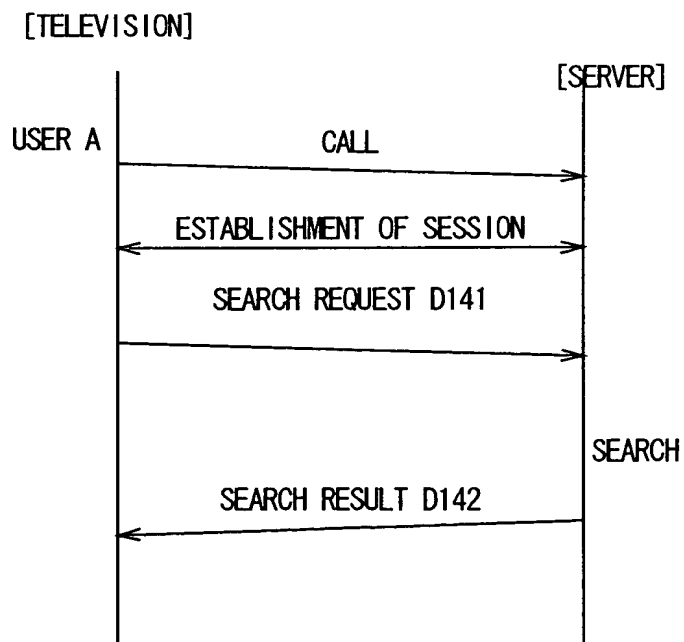 [TELEVISION]
[SERVER]
USER A
CALL
ESTABLISHMENT OF SESSION
SEARCH REQUEST D141
SEARCH
SEARCH RESULT D142